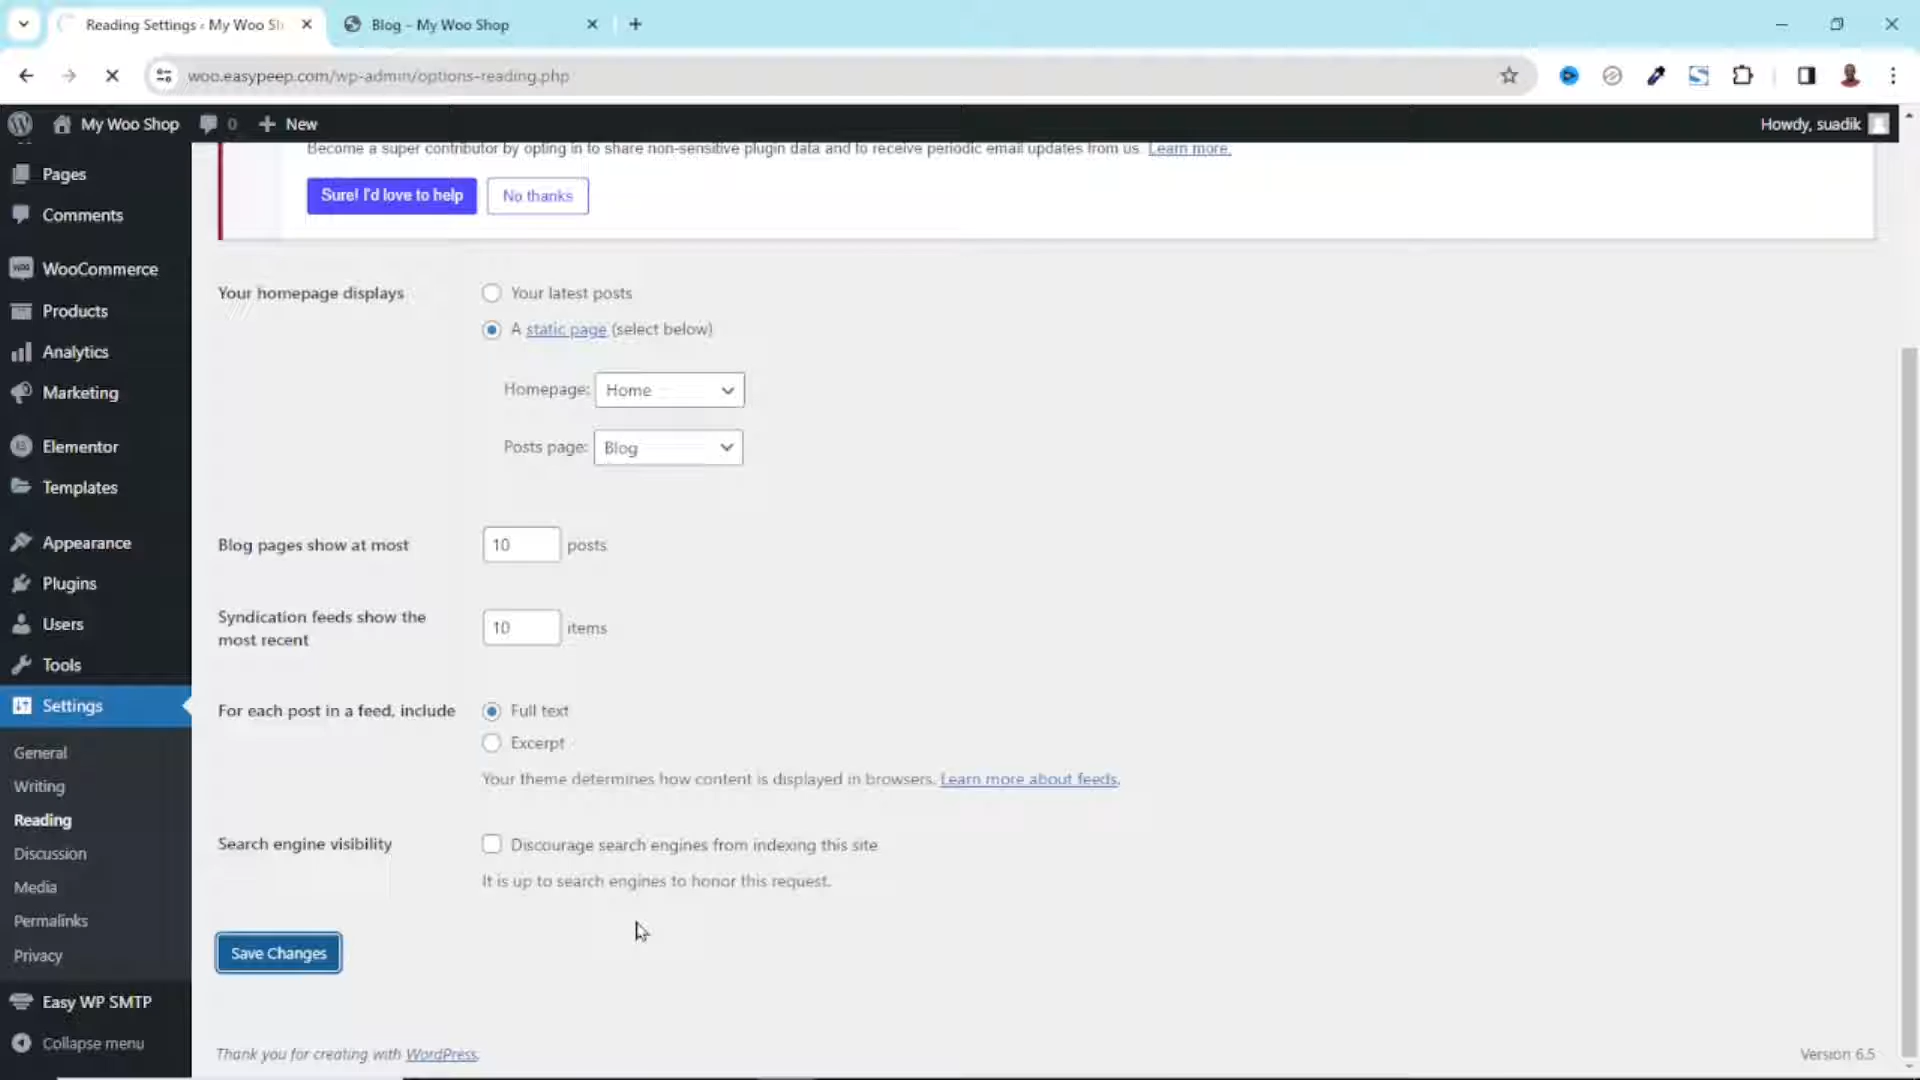 Reading Settings ‹ My Woo Sh
Blog – My Woo Shop
woo.easypeep.com/wp-admin/options-reading.php
My Woo Shop
0
New
Howdy, suadik
Become a super contributor by opting in to share non-sensitive plugin data and to receive periodic email updates from us. Learn more.
Sure! I'd love to help
No thanks
Pages
Comments
WooCommerce
Products
Analytics
Marketing
Elementor
Templates
Appearance
Plugins
Users
Tools
Settings
General
Writing
Reading
Discussion
Media
Permalinks
Privacy
Easy WP SMTP
Collapse menu
Your homepage displays
Your latest posts
A static page (select below)
Homepage: Home
Posts page: Blog
Blog pages show at most
10 posts
Syndication feeds show the
most recent
10 items
For each post in a feed, include
Full text
Excerpt
Your theme determines how content is displayed in browsers. Learn more about feeds.
Search engine visibility
Discourage search engines from indexing this site
It is up to search engines to honor this request.
Save Changes
Thank you for creating with WordPress.
Version 6.5